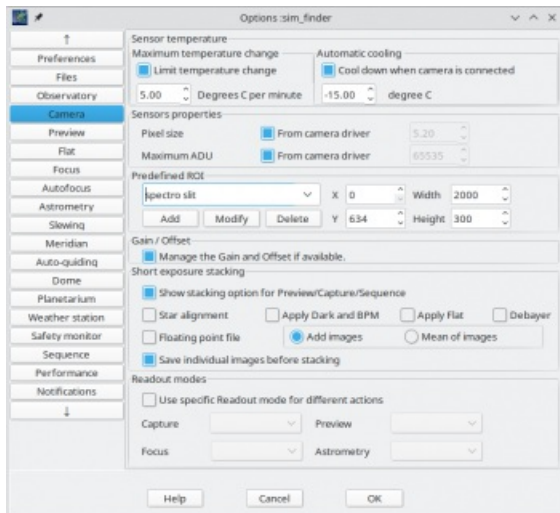 Options :sim_finder
Preferences
Files
Observatory
Camera
Preview
Flat
Focus
Autofocus
Astrometry
Slewing
Meridian
Auto-guiding
Dome
Planetarium
Weather station
Safety monitor
Sequence
Performance
Notifications
Sensor temperature
Maximum temperature change
Limit temperature change
5.00 Degrees C per minute
Automatic cooling
Cool down when camera is connected
-15.00 degree C
Sensors properties
Pixel size From camera driver 5.20
Maximum ADU From camera driver 65535
Predefined ROI
spectro slit X 0 Width 2000
Add Modify Delete Y 634 Height 300
Gain / Offset
Manage the Gain and Offset if available.
Short exposure stacking
Show stacking option for Preview/Capture/Sequence
Star alignment Apply Dark and BPM Apply Flat Debayer
Floating point file Add images Mean of images
Save individual images before stacking
Readout modes
Use specific Readout mode for different actions
Capture Preview
Focus Astrometry
Help Cancel OK